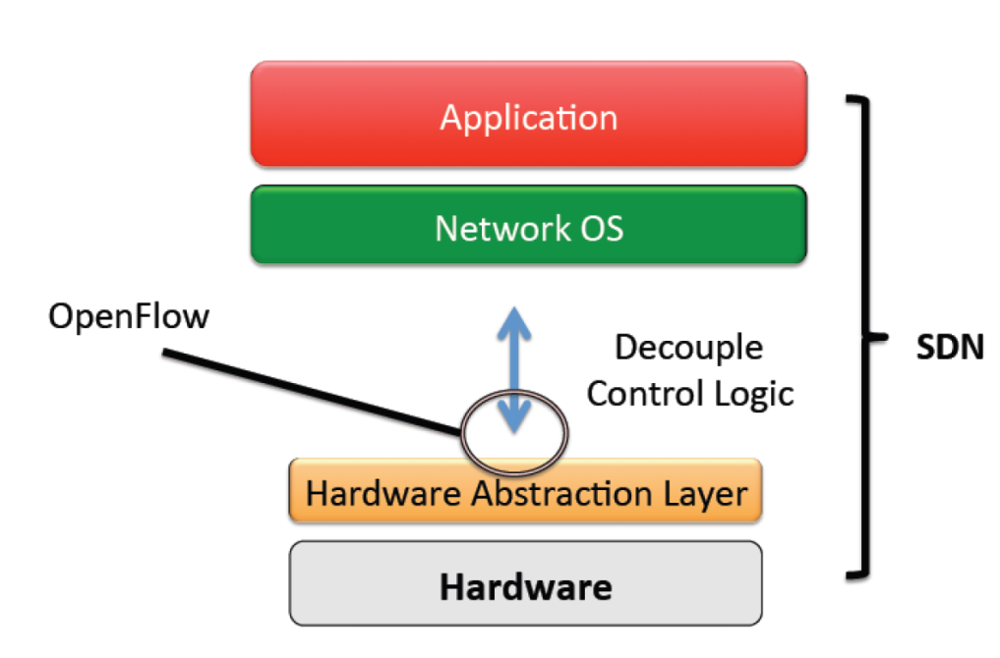 Application
Network OS
OpenFlow
Decouple
Control Logic
SDN
Hardware Abstraction Layer
Hardware